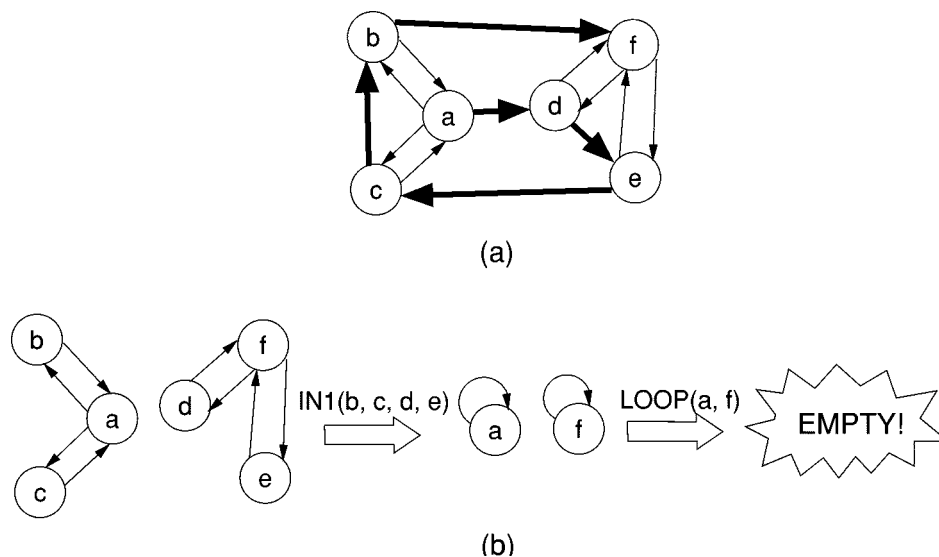 b
f
a
d
c
e
(a)
b
f
d
a
c
e
IN1(b, c, d, e)
a
f
LOOP(a, f)
EMPTY!
(b)